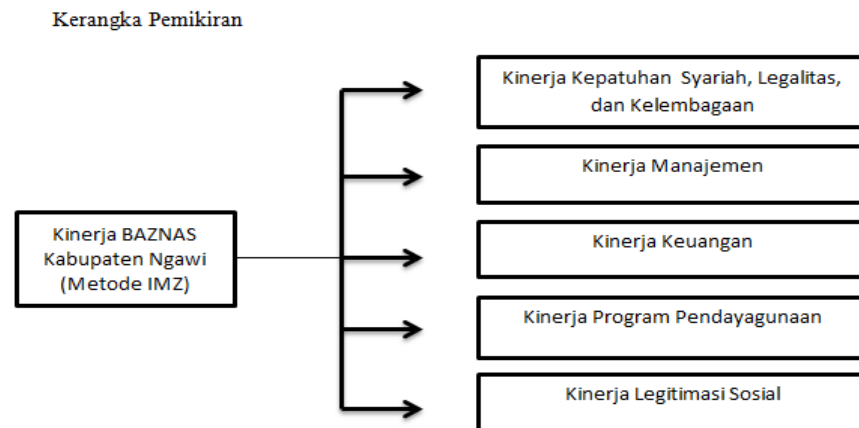 Kerangka Pemikiran
Kinerja BAZNAS
Kabupaten Ngawi
(Metode IMZ)
Kinerja Kepatuhan Syariah, Legalitas,
dan Kelembagaan
Kinerja Manajemen
Kinerja Keuangan
Kinerja Program Pendayagunaan
Kinerja Legitimasi Sosial